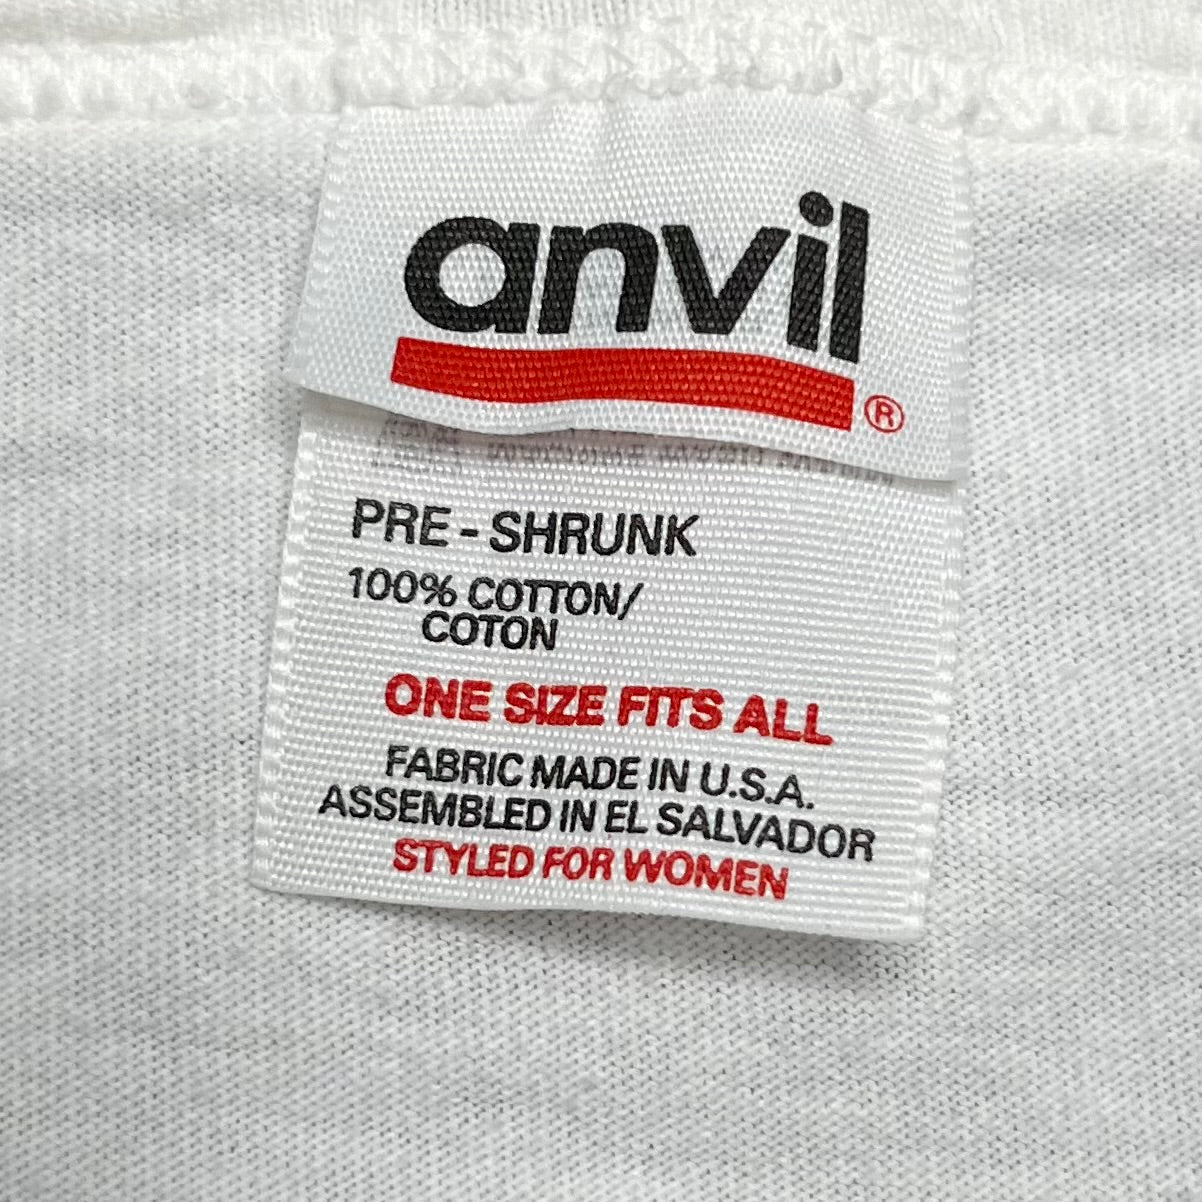 anvil
®
PRE - SHRUNK
100% COTTON/
COTON
ONE SIZE FITS ALL
FABRIC MADE IN U.S.A.
ASSEMBLED IN EL SALVADOR
STYLED FOR WOMEN